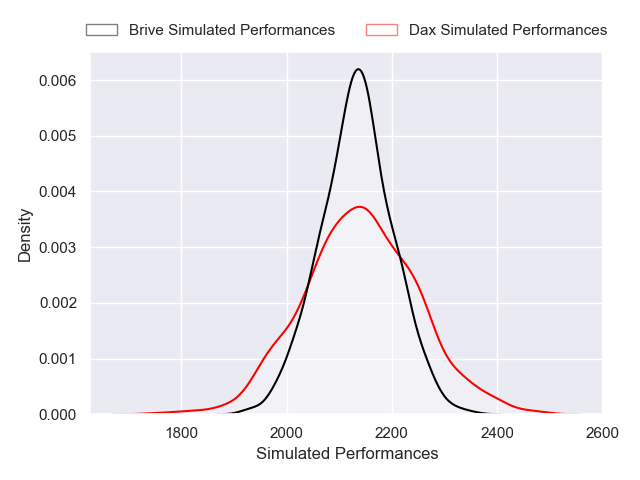 Brive Simulated Performances Dax Simulated Performances
0.006
0.005
0.004
0.003
0.002
0.001
0.000
Density
1800 2000 2200 2400 2600
Simulated Performances